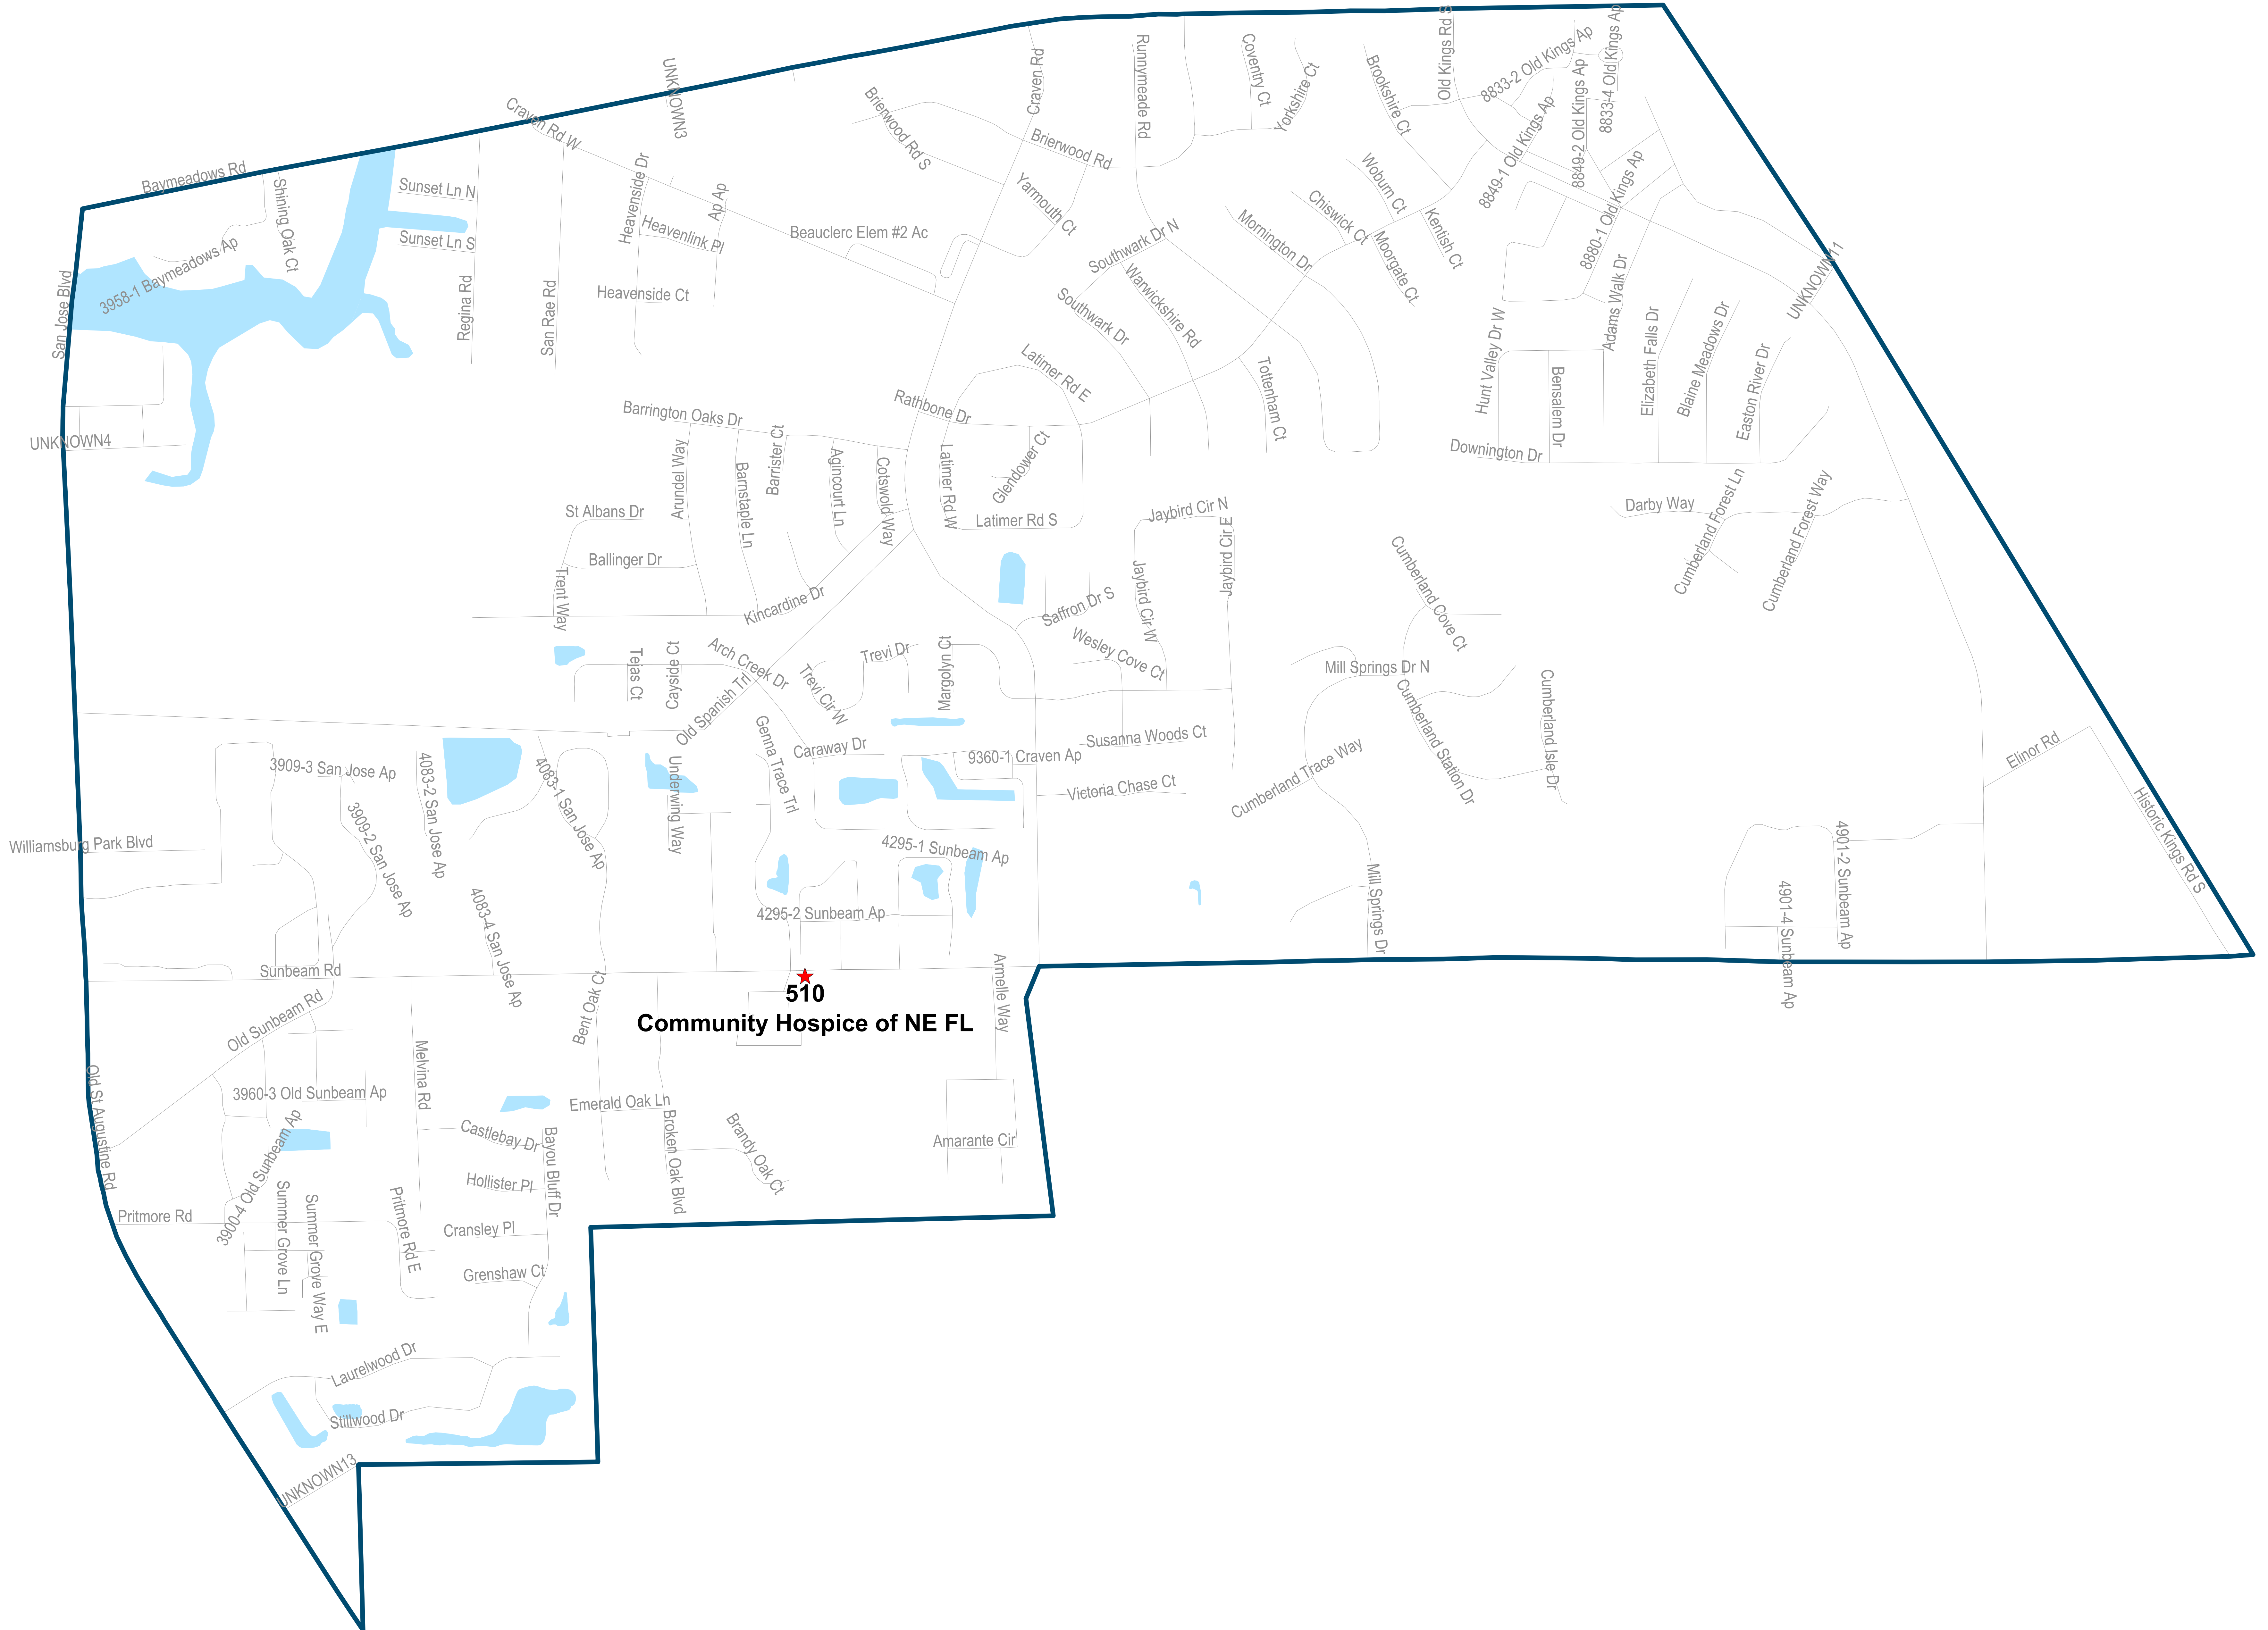 Old Kings Rd S
8833-2 Old Kings Ap
8833-4 Old Kings Ap
Craven Rd
Runnymeade Rd
Coventry Ct
Yorkshire Ct
Brookshire Ct
8849-2 Old Kings Ap
8849-1 Old Kings Ap
UNKNOWN3
Craven Rd W
Brierwood Rd S
Brierwood Rd
Baymeadows Rd
Shining Oak Ct
Sunset Ln N
Heavenside Dr
Ap Ap
Yarmouth Ct
Woburn Ct
Chiswick Ct
Kentish Ct
8880-1 Old Kings Ap
Sunset Ln S
Heavenlink Pl
Beauclerc Elem #2 Ac
Southwark Dr N
Mornington Dr
Moorgate Ct
UNKNOWN11
3958-1 Baymeadows Ap
San Jose Blvd
Regina Rd
San Rae Rd
Heavenside Ct
Southwark Dr
Warwickshire Rd
Adams Walk Dr
Hunt Valley Dr W
Elizabeth Falls Dr
Blaine Meadows Dr
Easton River Dr
Latimer Rd E
Tottenham Ct
Bensalem Dr
Rathbone Dr
Barrington Oaks Dr
UNKNOWN4
Arundel Way
Barnstaple Ln
Barrister Ct
Agincourt Ln
Cotswold Way
Latimer Rd W
Glendower Ct
Downington Dr
St Albans Dr
Latimer Rd S
Jaybird Cir N
Jaybird Cir E
Darby Way
Cumberland Forest Ln
Cumberland Forest Way
Ballinger Dr
Trent Way
Kincardine Dr
Saffron Dr S
Jaybird Cir W
Cumberland Cove Ct
Tejas Ct
Cayside Ct
Arch Creek Dr
Trevi Dr
Trevi Cir W
Margolyn Ct
Wesley Cove Ct
Mill Springs Dr N
Old Spanish Trl
Genna Trace Trl
Caraway Dr
Susanna Woods Ct
Cumberland Station Dr
Cumberland Isle Dr
3909-3 San Jose Ap
4083-2 San Jose Ap
4083-1 San Jose Ap
Underwing Way
9360-1 Craven Ap
Victoria Chase Ct
Cumberland Trace Way
Elinor Rd
Historic Kings Rd S
Williamsburg Park Blvd
3909-2 San Jose Ap
4295-1 Sunbeam Ap
4901-2 Sunbeam Ap
4083-4 San Jose Ap
4295-2 Sunbeam Ap
Mill Springs Dr
4901-4 Sunbeam Ap
Sunbeam Rd
Armelle Way
510
Community Hospice of NE FL
Old Sunbeam Rd
Bent Oak Ct
Melvina Rd
Old St Augustine Rd
3960-3 Old Sunbeam Ap
Emerald Oak Ln
Broken Oak Blvd
Brandy Oak Ct
Castlebay Dr
Bayou Bluff Dr
Amarante Cir
3900-4 Old Sunbeam Ap
Hollister Pl
Pritmore Rd
Summer Grove Ln
Summer Grove Way E
Pritmore Rd E
Cransley Pl
Grenshaw Ct
Laurelwood Dr
Stillwood Dr
UNKNOWN13